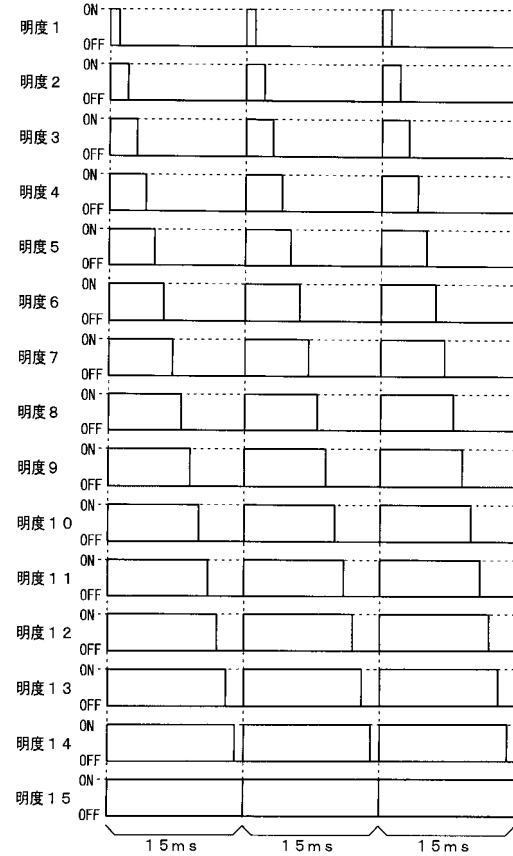 ON
明度１
OFF
ON
明度２
OFF
ON
明度３
OFF
ON
明度４
OFF
ON
明度５
OFF
ON
明度６
OFF
ON
明度７
OFF
ON
明度８
OFF
ON
明度９
OFF
ON
明度１０
OFF
ON
明度１１
OFF
ON
明度１２
OFF
ON
明度１３
OFF
ON
明度１４
OFF
ON
明度１５
OFF
１５ms １５ms １５ms